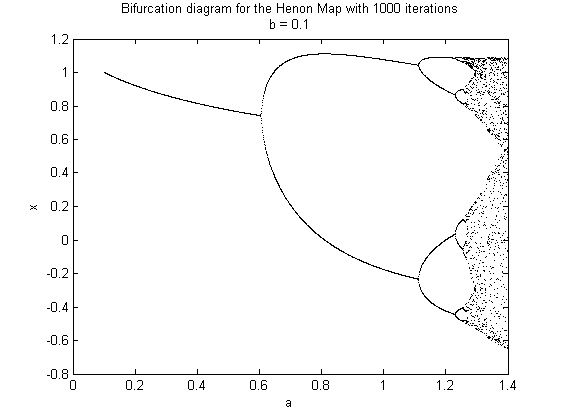 Bifurcation diagram for the Henon Map with 1000 iterations
b = 0.1
1.2
1
0.8
0.6
0.4
0.2
0
-0.2
-0.4
-0.6
-0.8
x
0 0.2 0.4 0.6 0.8 1 1.2 1.4
a